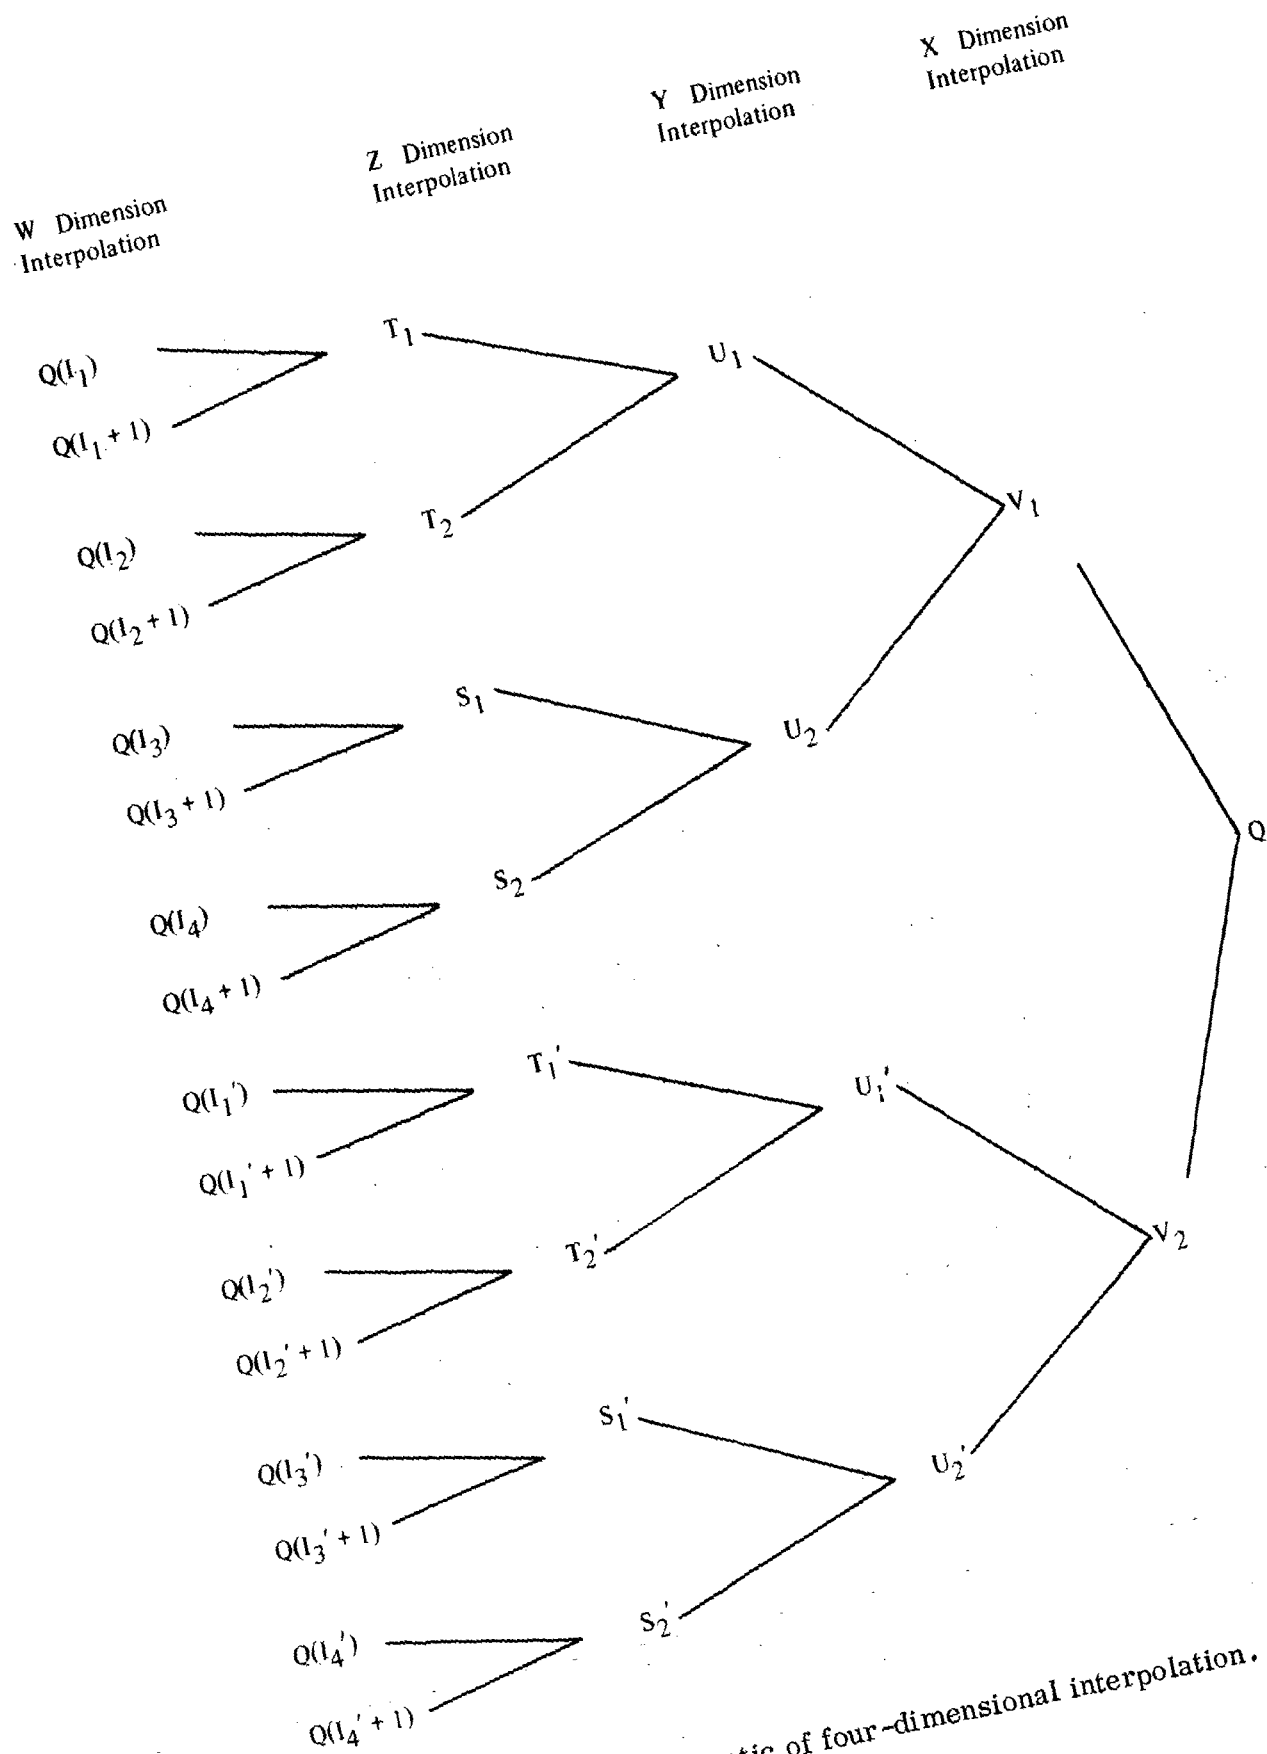 W Dimension
Interpolation
Z Dimension
Interpolation
Y Dimension
Interpolation
X Dimension
Interpolation
Q(I₁)
Q(I₁ + 1)
Q(I₂)
Q(I₂ + 1)
Q(I₃)
Q(I₃ + 1)
Q(I₄)
Q(I₄ + 1)
Q(I₁')
Q(I₁' + 1)
Q(I₂')
Q(I₂' + 1)
Q(I₃')
Q(I₃' + 1)
Q(I₄')
Q(I₄' + 1)
T₁
T₂
S₁
S₂
T₁'
T₂'
S₁'
S₂'
U₁
U₂
U₁'
U₂'
V₁
V₂
Q
of four-dimensional interpolation.